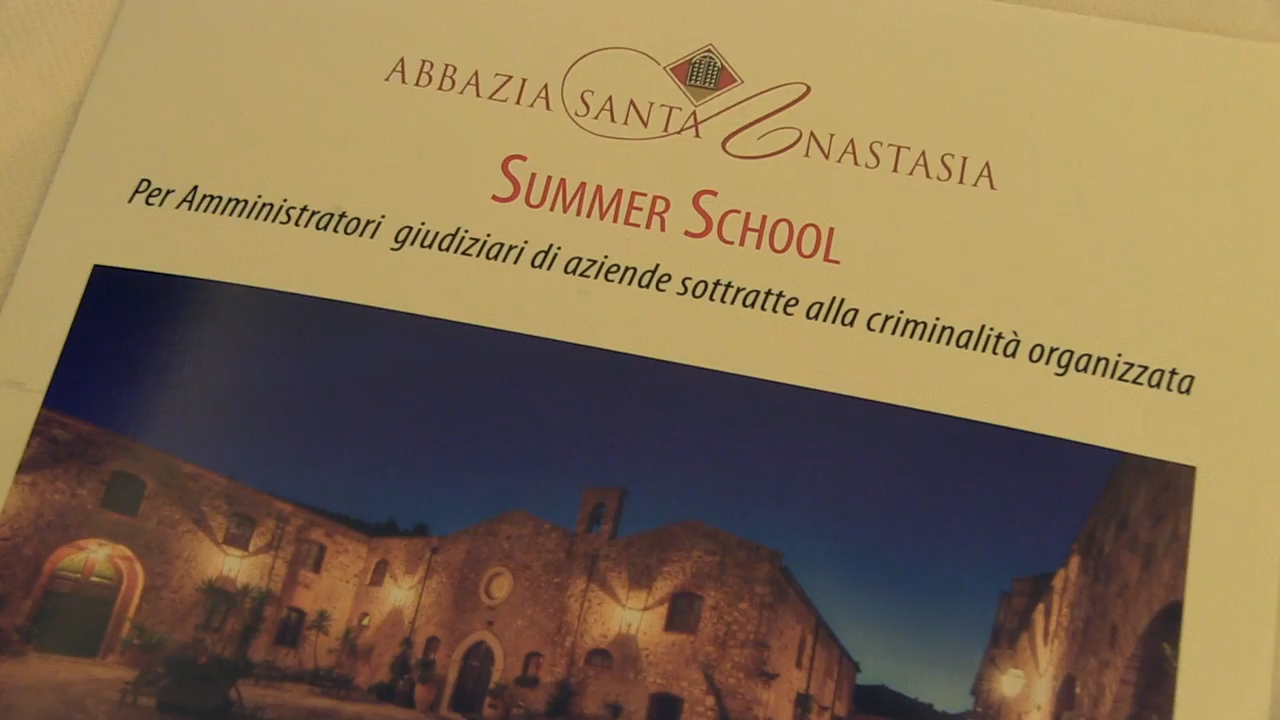 ABBAZIA SANTA ANASTASIA
SUMMER SCHOOL
Per Amministratori giudiziari di aziende sottratte alla criminalità organizzata